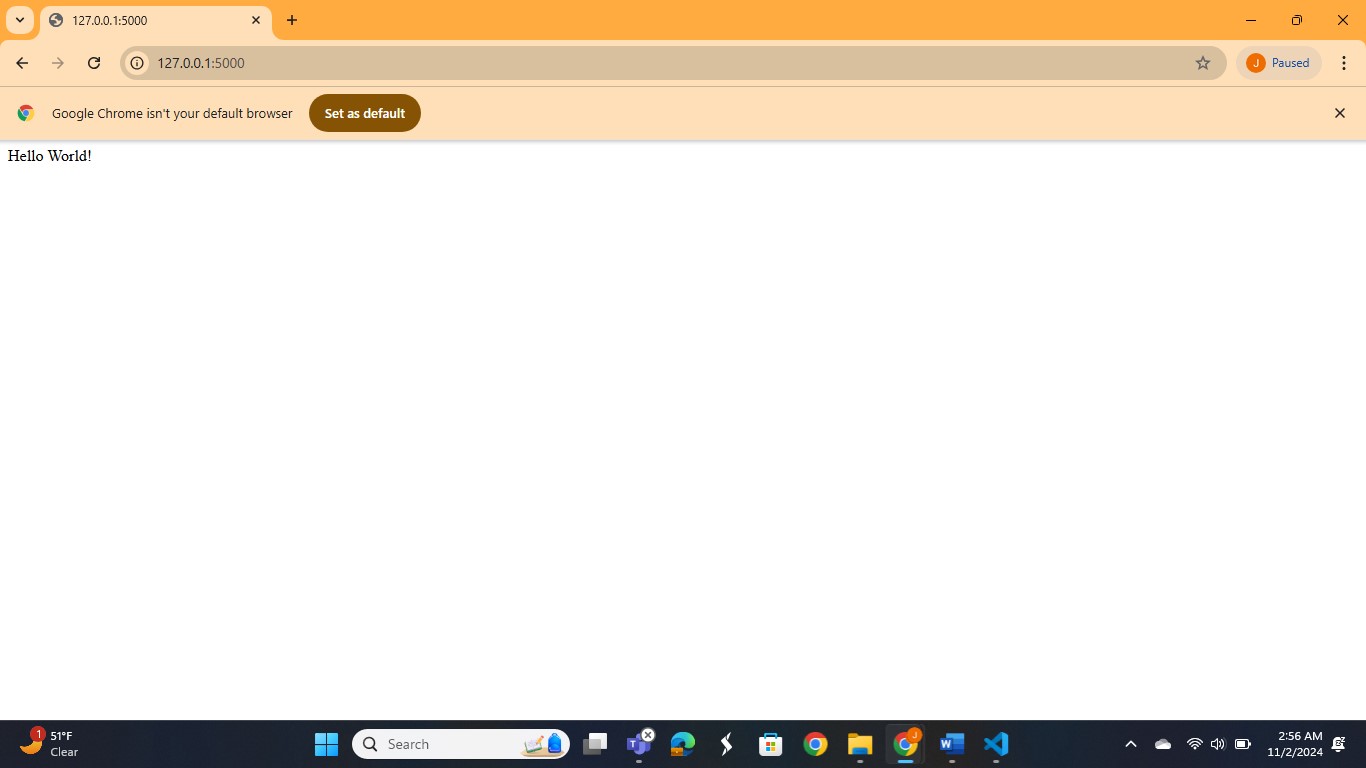 127.0.0.1:5000
127.0.0.1:5000
J Paused
Google Chrome isn't your default browser Set as default
Hello World!
1 51°F
Clear
Search
J
2:56 AM
11/2/2024